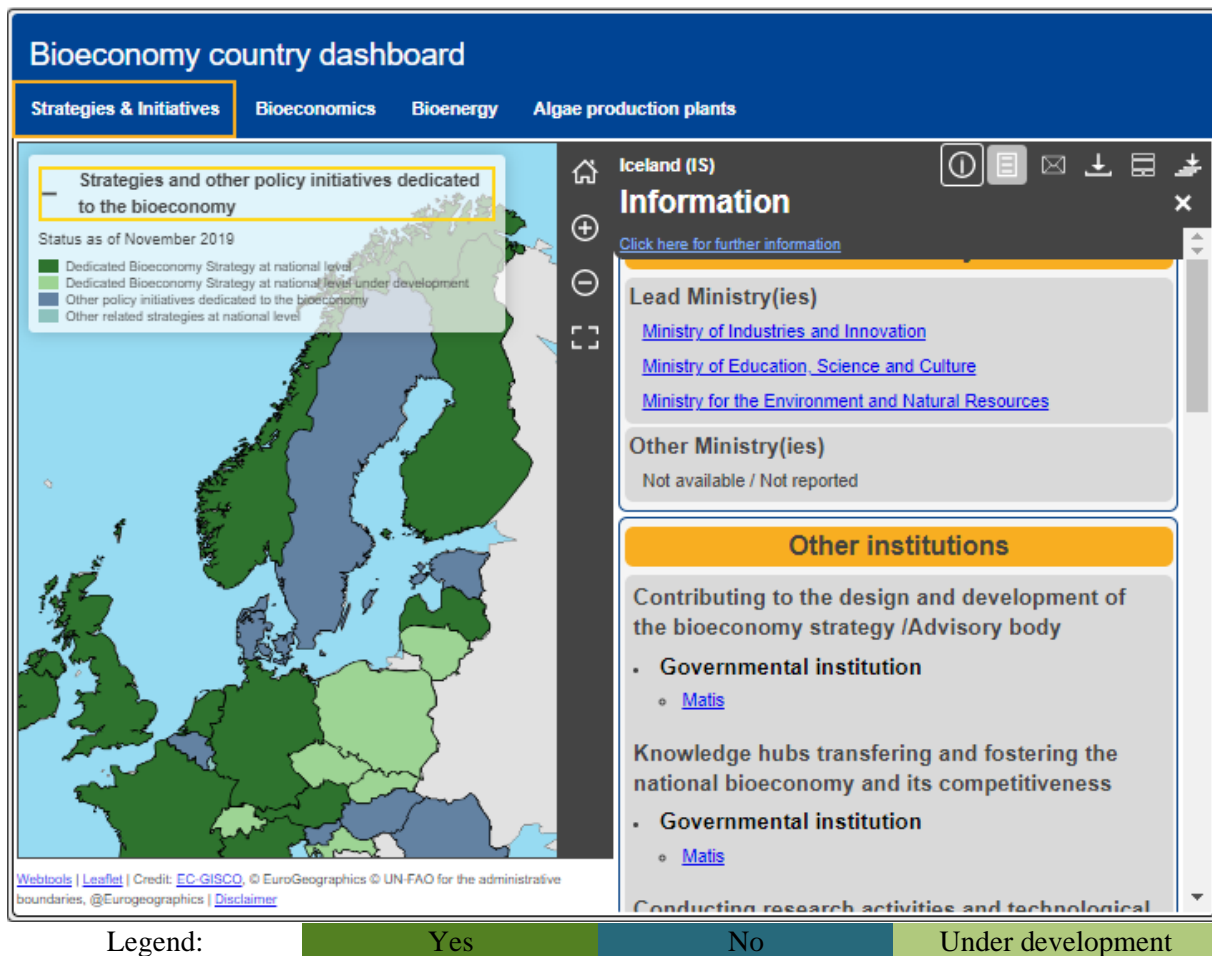 Bioeconomy country dashboard
Strategies & Initiatives Bioeconomics Bioenergy Algae production plants
Strategies and other policy initiatives dedicated
to the bioeconomy
Status as of November 2019
Dedicated Bioeconomy Strategy at national level
Dedicated Bioeconomy Strategy at national level under development
Other policy initiatives dedicated to the bioeconomy
Other related strategies at national level
Iceland (IS)
Information
Click here for further information
Lead Ministry(ies)
Ministry of Industries and Innovation
Ministry of Education, Science and Culture
Ministry for the Environment and Natural Resources
Other Ministry(ies)
Not available / Not reported
Other institutions
Contributing to the design and development of
the bioeconomy strategy /Advisory body
Governmental institution
Matis
Knowledge hubs transfering and fostering the
national bioeconomy and its competitiveness
Governmental institution
Matis
Conducting research activities and technological
Webtools | Leaflet | Credit: EC-GISCO, © EuroGeographics © UN-FAO for the administrative
boundaries, @Eurogeographics | Disclaimer
Legend: Yes No Under development